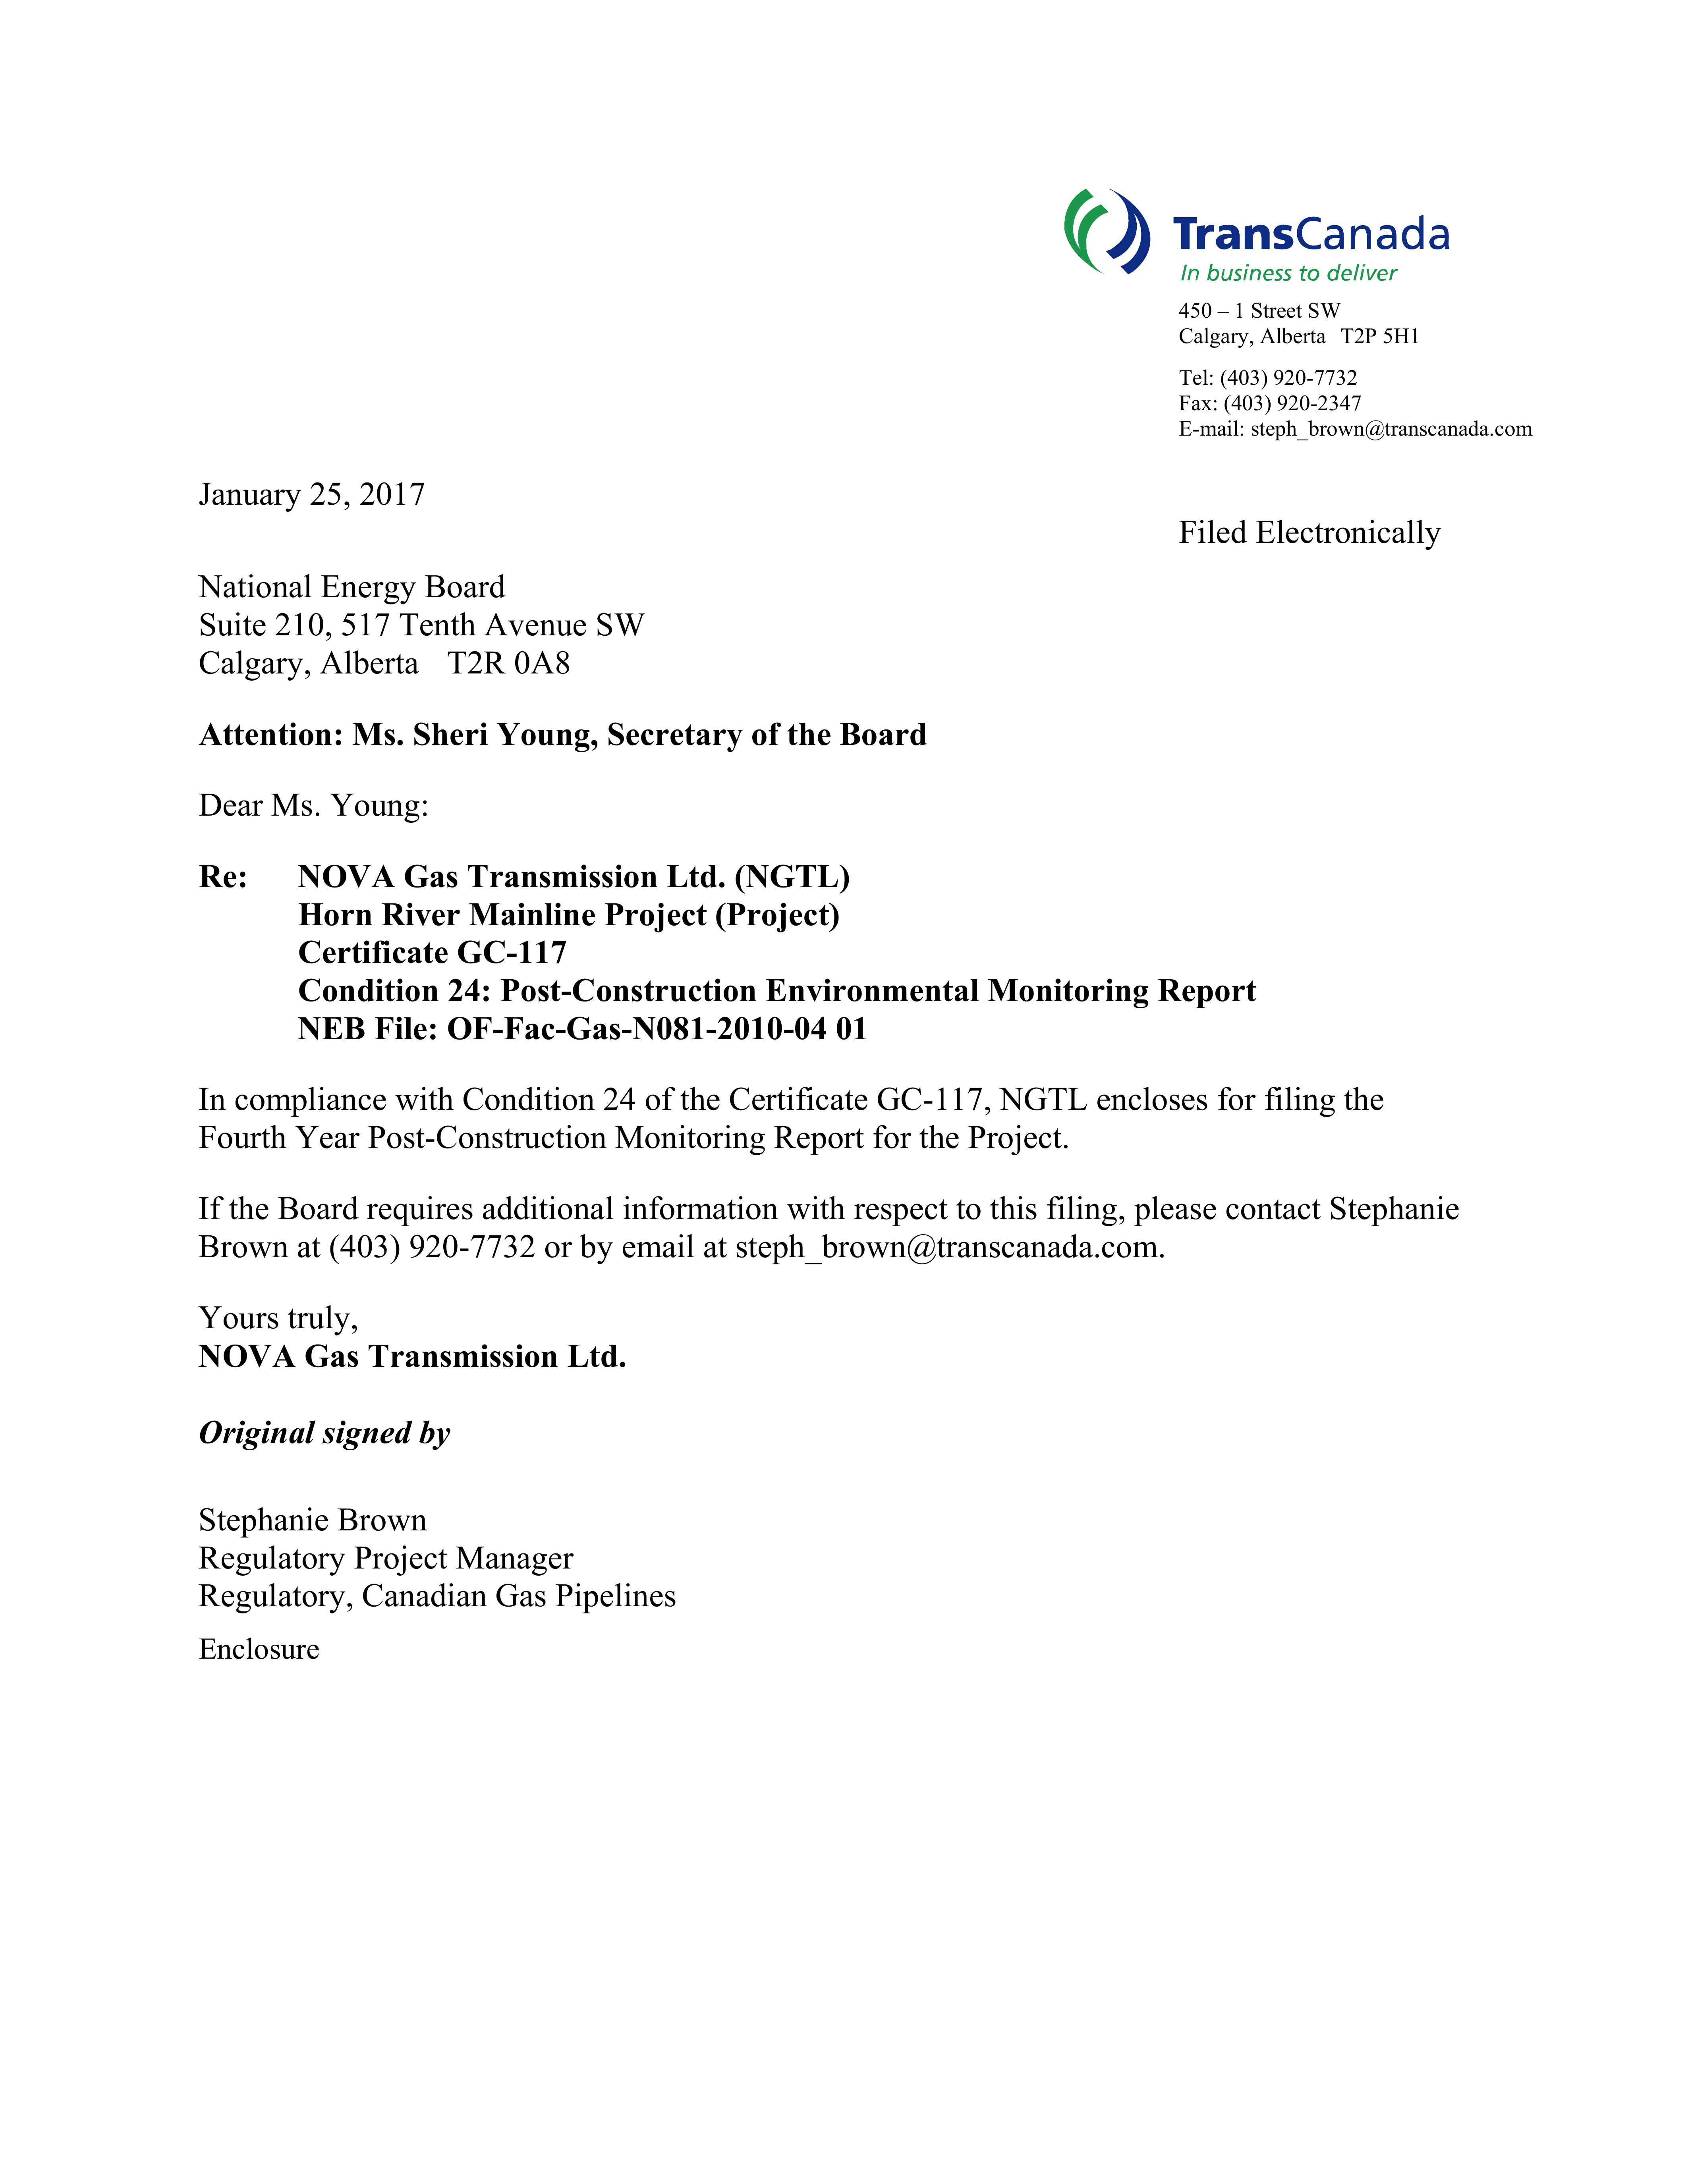 TransCanada
In business to deliver
450 – 1 Street SW
Calgary, Alberta T2P 5H1
Tel: (403) 920-7732
Fax: (403) 920-2347
E-mail: steph_brown@transcanada.com
January 25, 2017
Filed Electronically
National Energy Board
Suite 210, 517 Tenth Avenue SW
Calgary, Alberta T2R 0A8
Attention: Ms. Sheri Young, Secretary of the Board
Dear Ms. Young:
Re: NOVA Gas Transmission Ltd. (NGTL)
Horn River Mainline Project (Project)
Certificate GC-117
Condition 24: Post-Construction Environmental Monitoring Report
NEB File: OF-Fac-Gas-N081-2010-04 01
In compliance with Condition 24 of the Certificate GC-117, NGTL encloses for filing the
Fourth Year Post-Construction Monitoring Report for the Project.
If the Board requires additional information with respect to this filing, please contact Stephanie
Brown at (403) 920-7732 or by email at steph_brown@transcanada.com.
Yours truly,
NOVA Gas Transmission Ltd.
Original signed by
Stephanie Brown
Regulatory Project Manager
Regulatory, Canadian Gas Pipelines
Enclosure